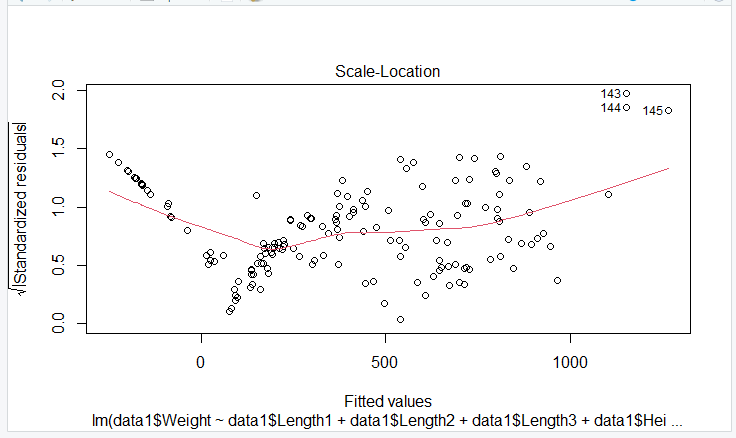 Scale-Location
√|Standardized residuals|
2.0
1.5
1.0
0.5
0.0
143
144
145
0 500 1000
Fitted values
lm(data1$Weight ~ data1$Length1 + data1$Length2 + data1$Length3 + data1$Hei ...